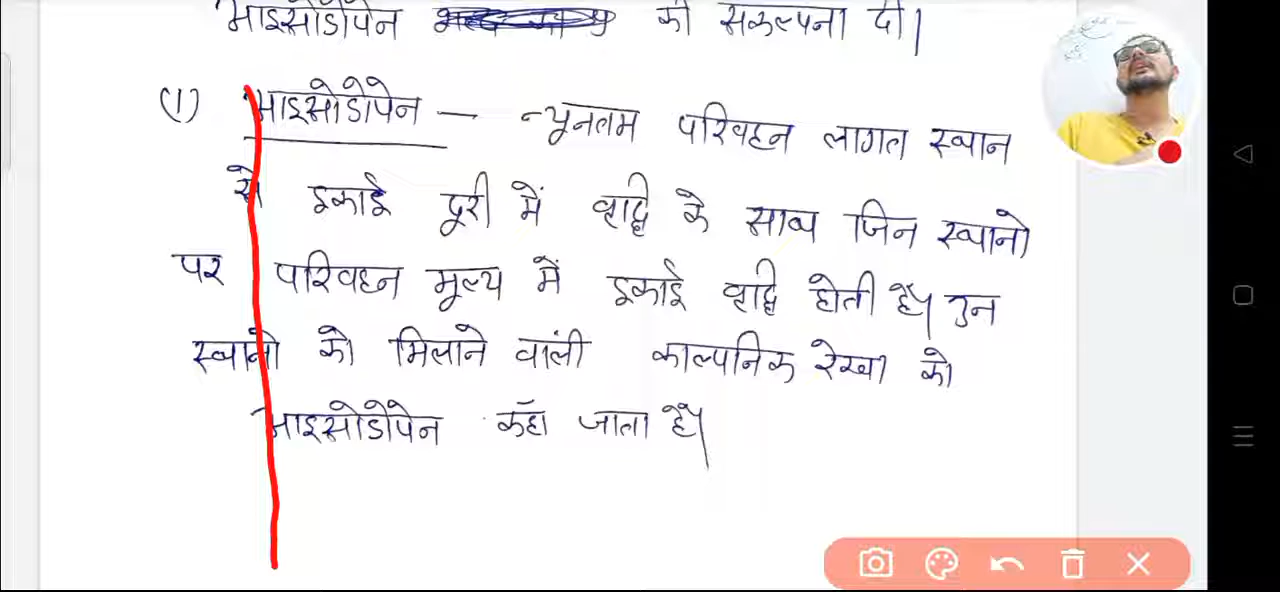 आइसोडोपेन की संकल्पना दी।
(1) आइसोडोपेन — न्यूनतम परिवहन लागत स्थान
से इकाई दूरी में वृद्धि के साथ जिन स्थानो
पर परिवहन मूल्य में इकाई वृद्धि होती है। उन
स्थानो को मिलाने वाली काल्पनिक रेखा को
आइसोडोपेन कहा जाता है।